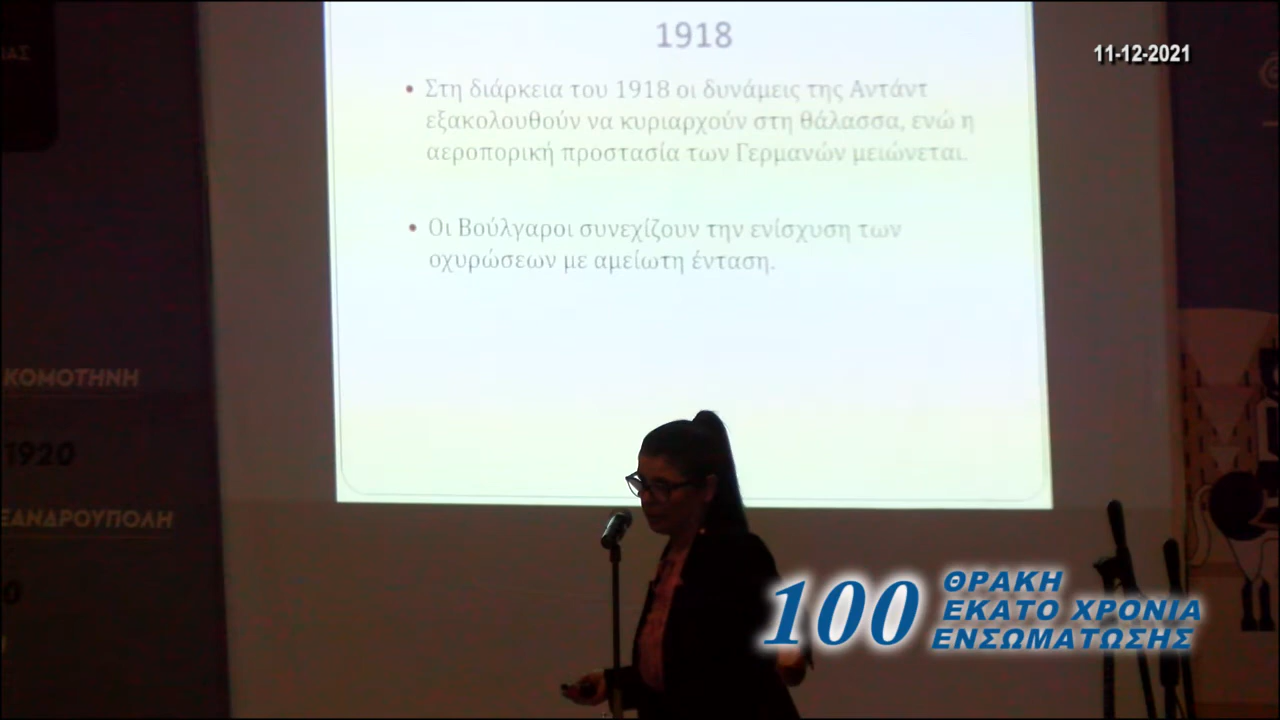 1918
11-12-2021
• Στη διάρκεια του 1918 οι δυνάμεις της Αντάντ
εξακολουθούν να κυριαρχούν στη θάλασσα, ενώ η
αεροπορική προστασία των Γερμανών μειώνεται.
• Οι Βούλγαροι συνεχίζουν την ενίσχυση των
οχυρώσεων με αμείωτη ένταση.
ΚΟΜΟΤΗΝΗ
1920
ΞΑΝΔΡΟΥΠΟΛΗ
100 ΘΡΑΚΗ
ΕΚΑΤΟ ΧΡΟΝΙΑ
ΕΝΣΩΜΑΤΩΣΗΣ